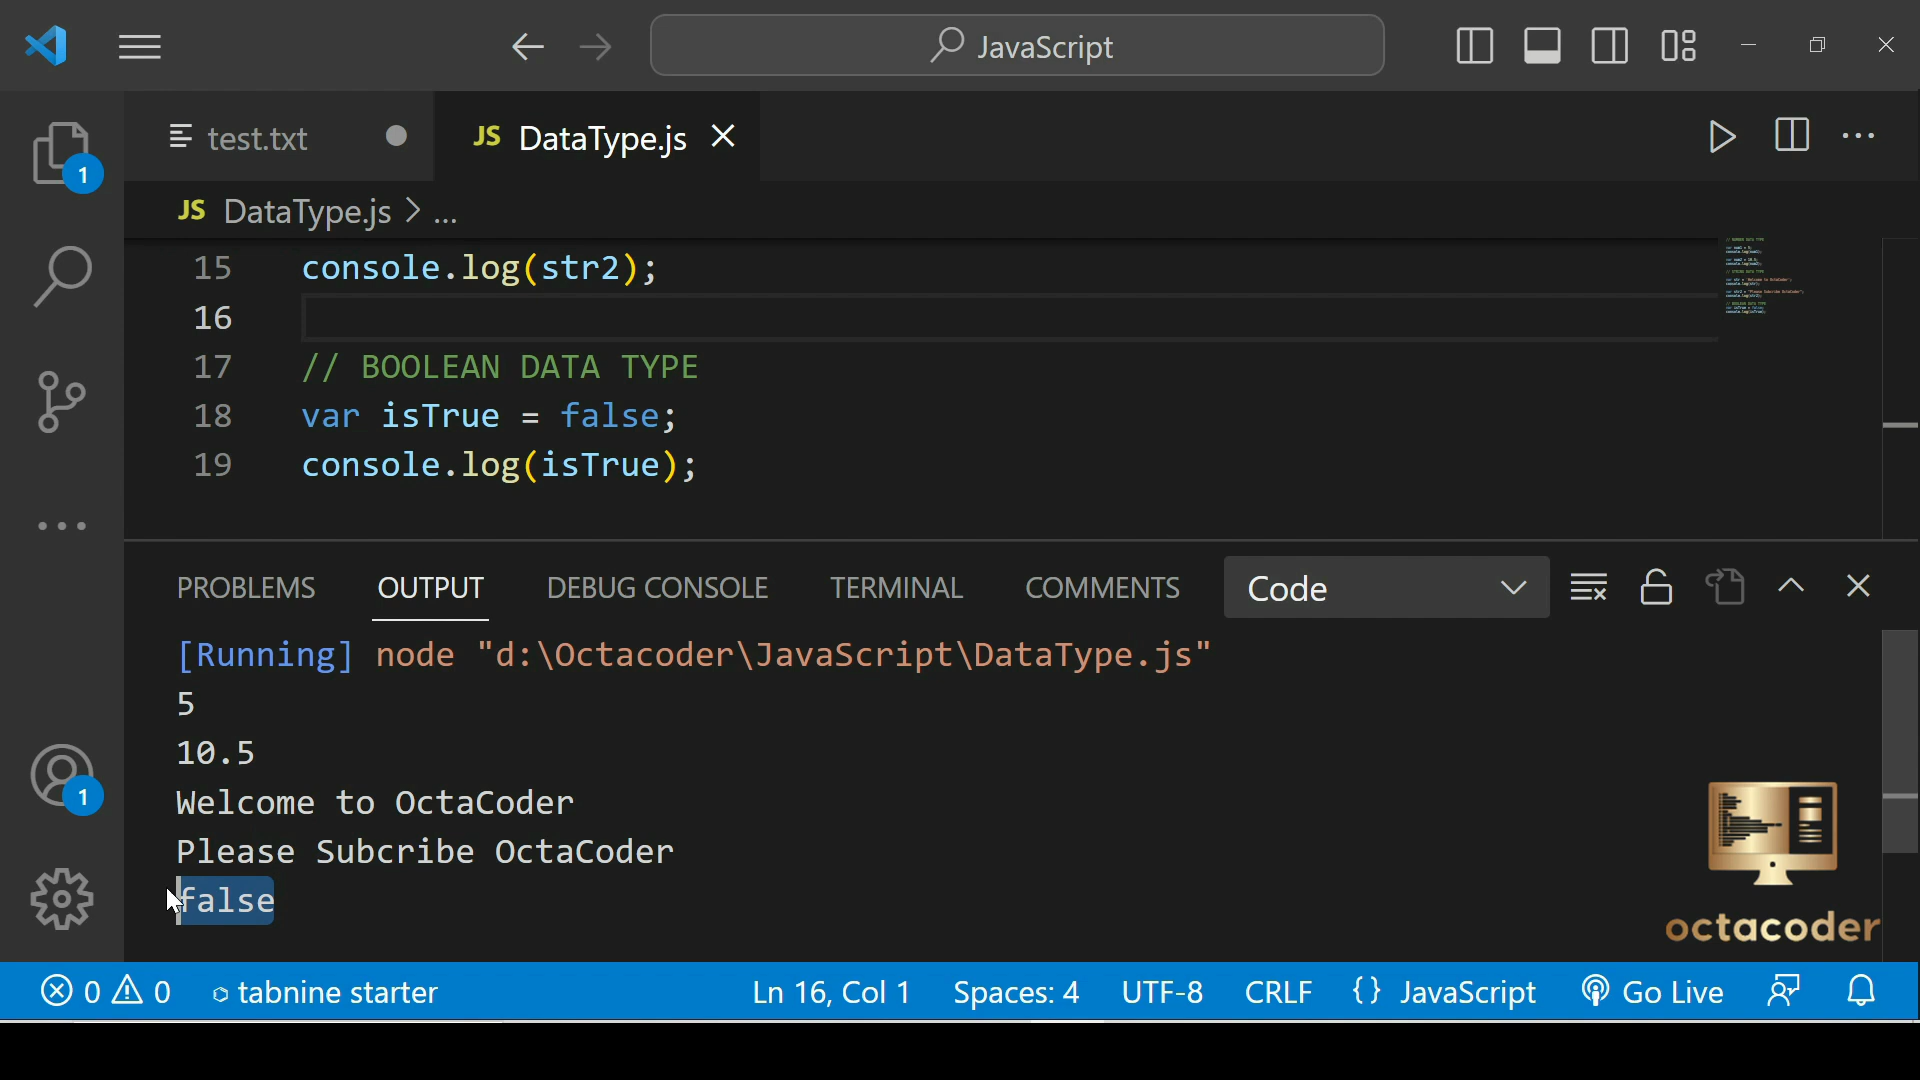 JavaScript
test.txt
JS DataType.js
JS DataType.js > ...
15 console.log(str2);
16
17 // BOOLEAN DATA TYPE
18 var isTrue = false;
19 console.log(isTrue);
PROBLEMS OUTPUT DEBUG CONSOLE TERMINAL COMMENTS Code
[Running] node "d:\Octacoder\JavaScript\DataType.js"
5
10.5
Welcome to OctaCoder
Please Subcribe OctaCoder
false
1
1
octacoder
0 0 tabnine starter Ln 16, Col 1 Spaces: 4 UTF-8 CRLF {} JavaScript Go Live